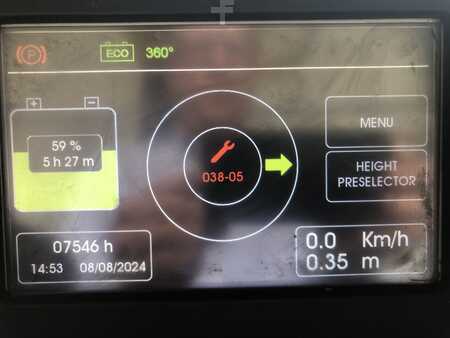 P
ECO 360°
+ −
59 %
5 h 27 m
038-05
MENU
HEIGHT
PRESELECTOR
07546 h
14:53 08/08/2024
0.0 Km/h
0.35 m